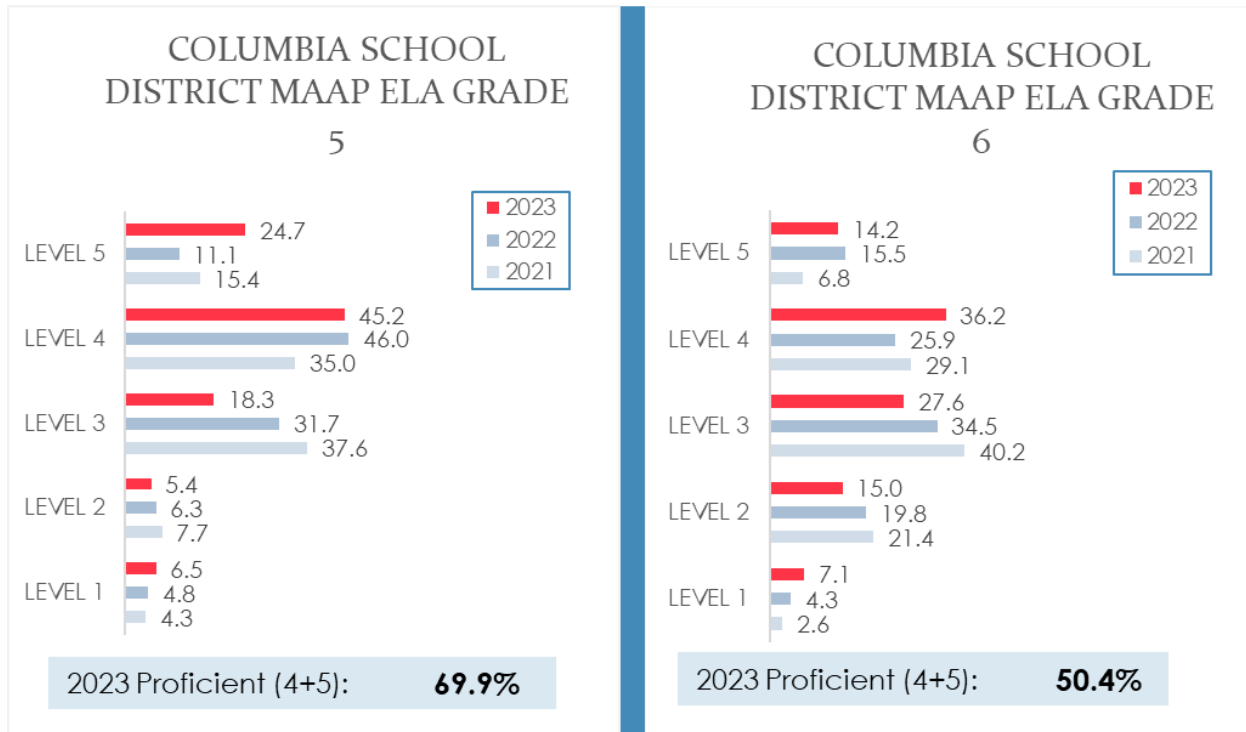 COLUMBIA SCHOOL
DISTRICT MAAP ELA GRADE
5
2023
2022
2021
LEVEL 5
24.7
11.1
15.4
LEVEL 4
45.2
46.0
35.0
LEVEL 3
18.3
31.7
37.6
LEVEL 2
5.4
6.3
7.7
LEVEL 1
6.5
4.8
4.3
2023 Proficient (4+5): 69.9%
COLUMBIA SCHOOL
DISTRICT MAAP ELA GRADE
6
2023
2022
2021
LEVEL 5
14.2
15.5
6.8
LEVEL 4
36.2
25.9
29.1
LEVEL 3
27.6
34.5
40.2
LEVEL 2
15.0
19.8
21.4
LEVEL 1
7.1
4.3
2.6
2023 Proficient (4+5): 50.4%